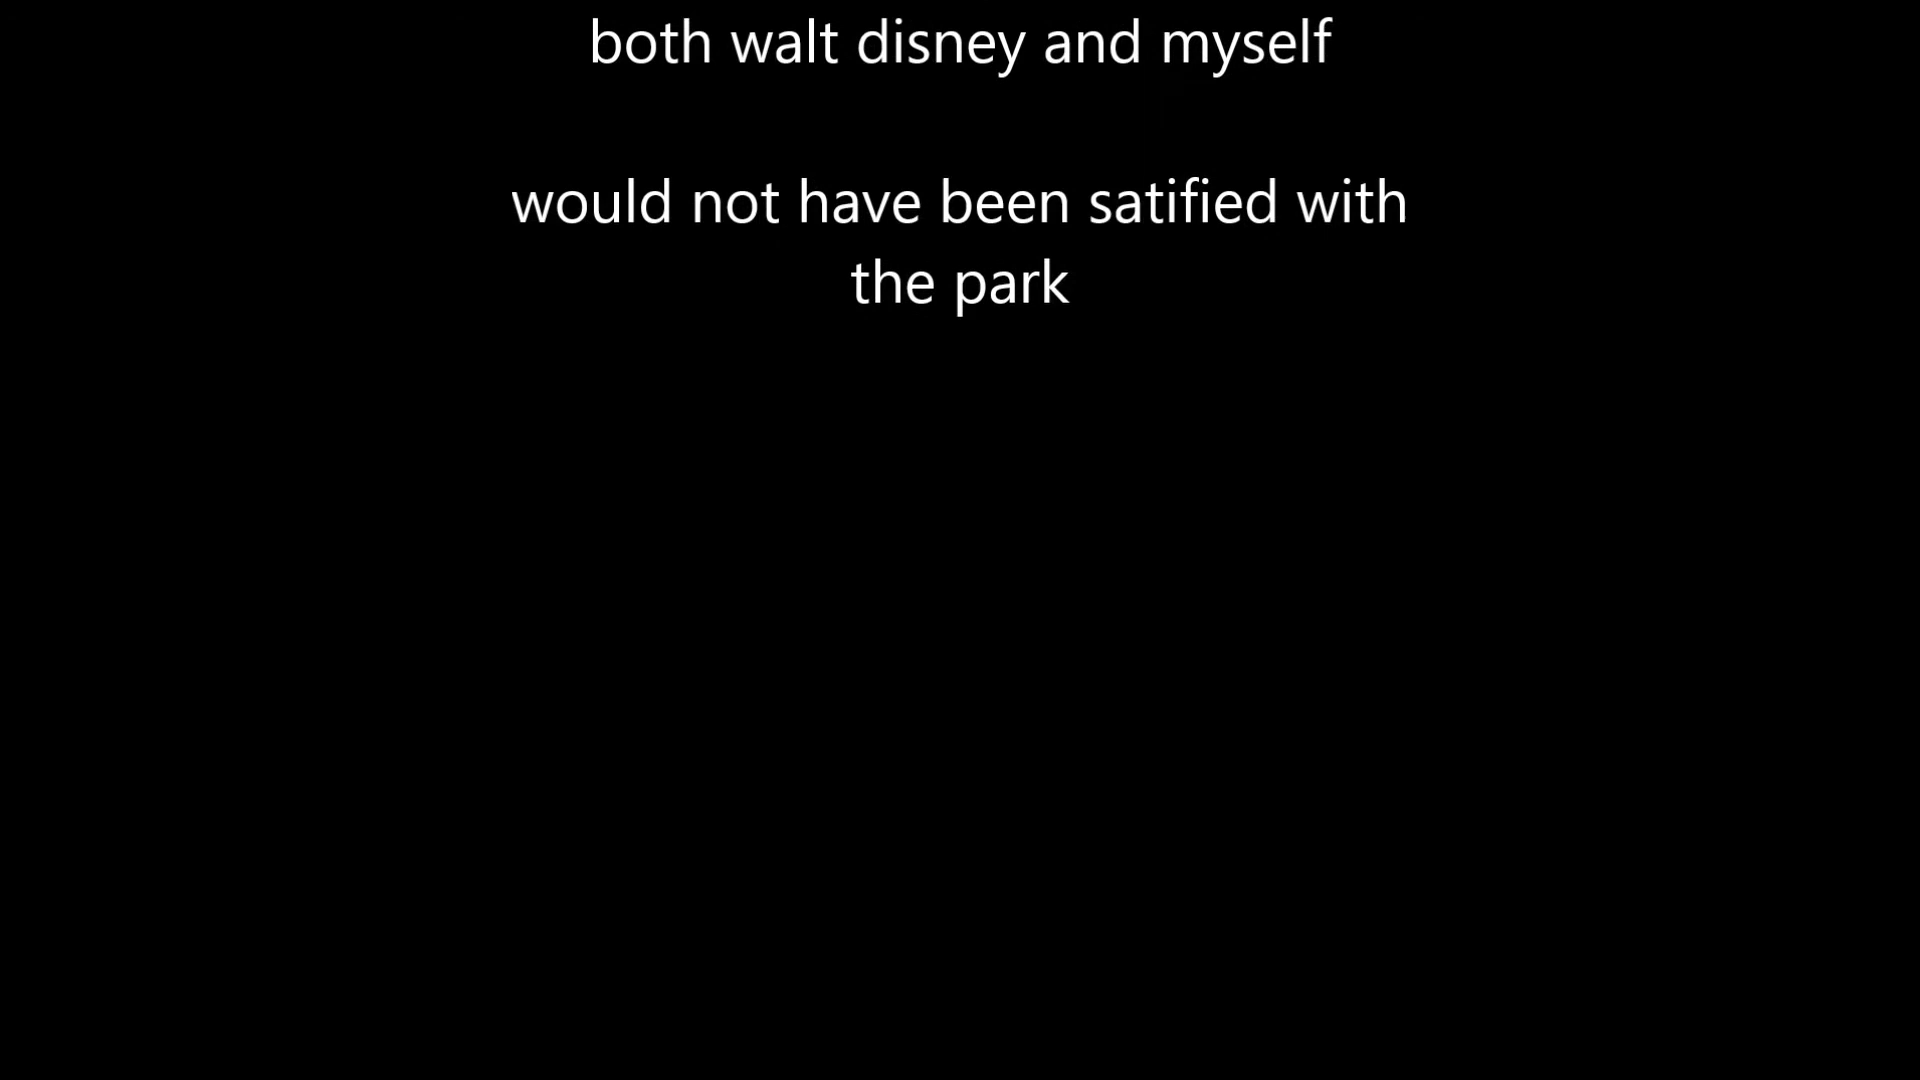 both walt disney and myself
would not have been satified with
the park